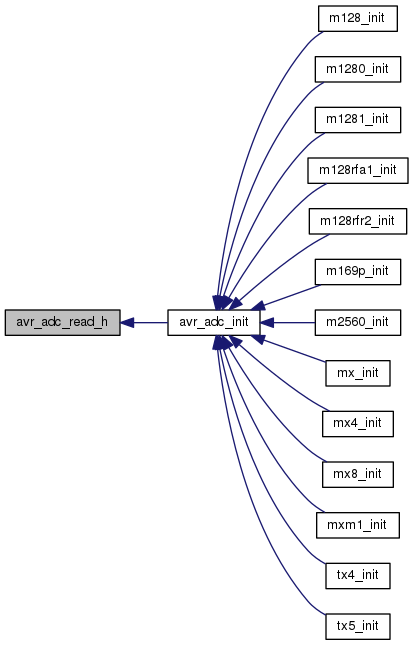 m128_init
m1280_init
m1281_init
m128rfa1_init
m128rfr2_init
m169p_init
avr_adc_read_h
avr_adc_init
m2560_init
mx_init
mx4_init
mx8_init
mxm1_init
tx4_init
tx5_init